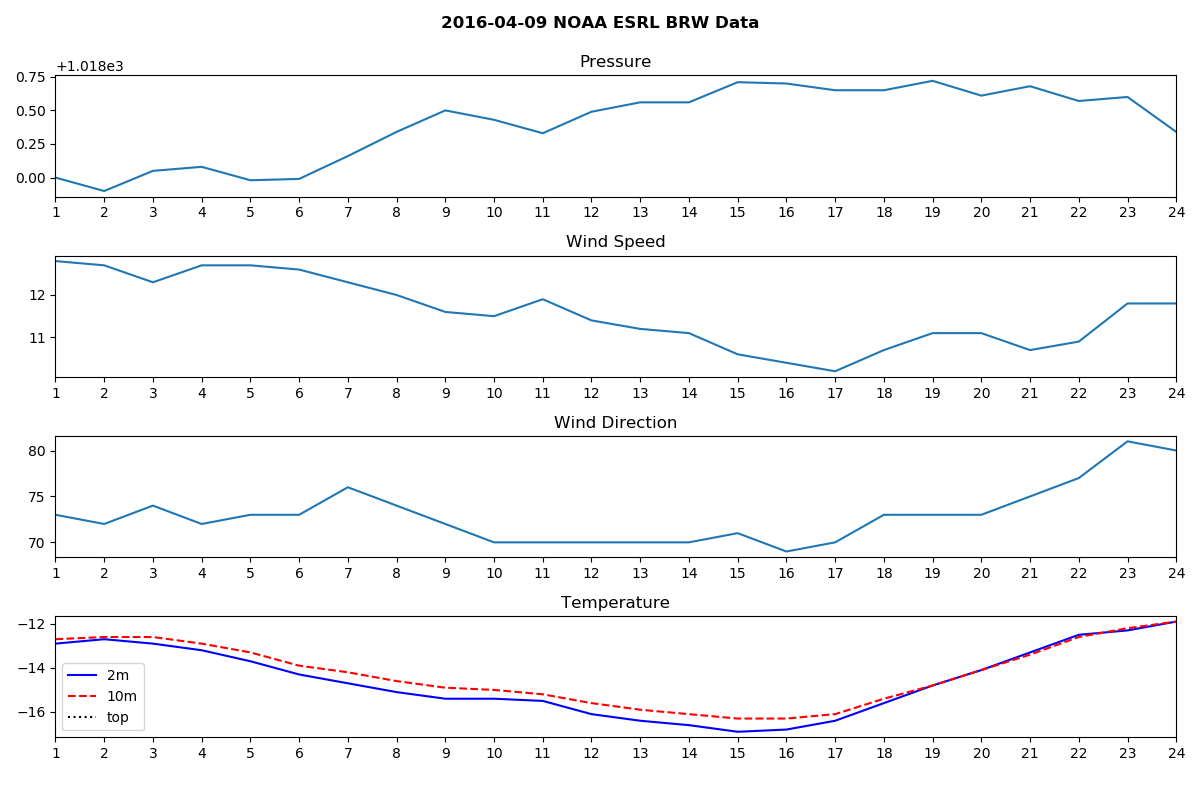 2016-04-09 NOAA ESRL BRW Data
Pressure
+1.018e3
0.75
0.50
0.25
0.00
1 2 3 4 5 6 7 8 9 10 11 12 13 14 15 16 17 18 19 20 21 22 23 24
Wind Speed
12
11
1 2 3 4 5 6 7 8 9 10 11 12 13 14 15 16 17 18 19 20 21 22 23 24
Wind Direction
80
75
70
1 2 3 4 5 6 7 8 9 10 11 12 13 14 15 16 17 18 19 20 21 22 23 24
Temperature
−12
−14
−16
2m
10m
top
1 2 3 4 5 6 7 8 9 10 11 12 13 14 15 16 17 18 19 20 21 22 23 24